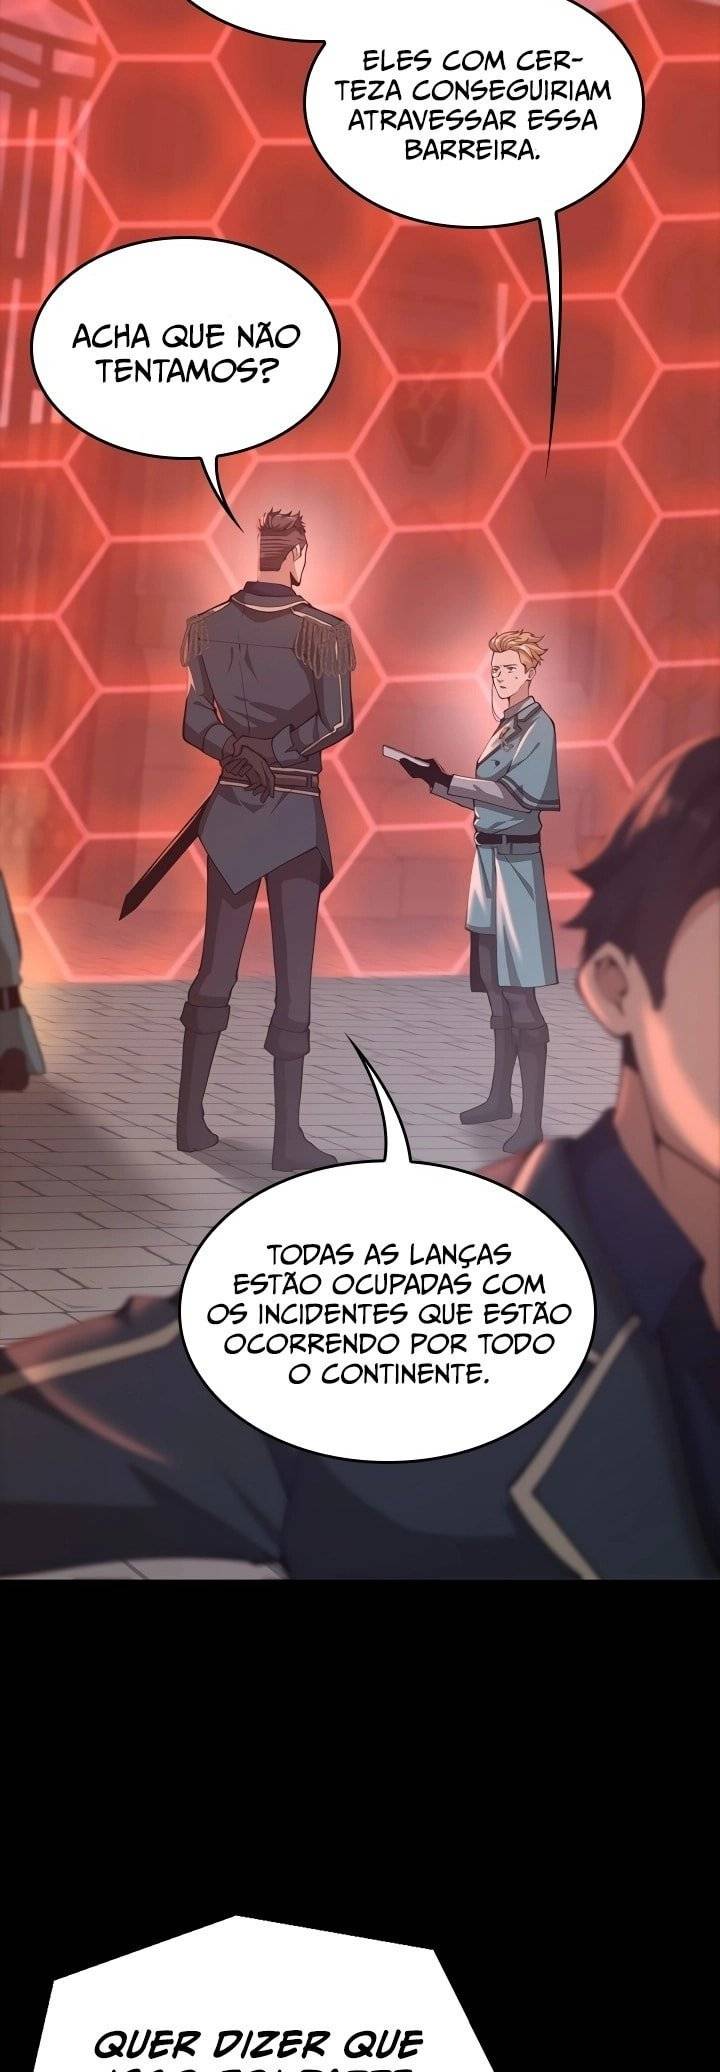 ELES COM CER-
TEZA CONSEGUIRIAM
ATRAVESSAR ESSA
BARREIRA.
ACHA QUE NÃO
TENTAMOS?
TODAS AS LANÇAS
ESTÃO OCUPADAS COM
OS INCIDENTES QUE ESTÃO
OCORRENDO POR TODO
O CONTINENTE.
QUER DIZER QUE